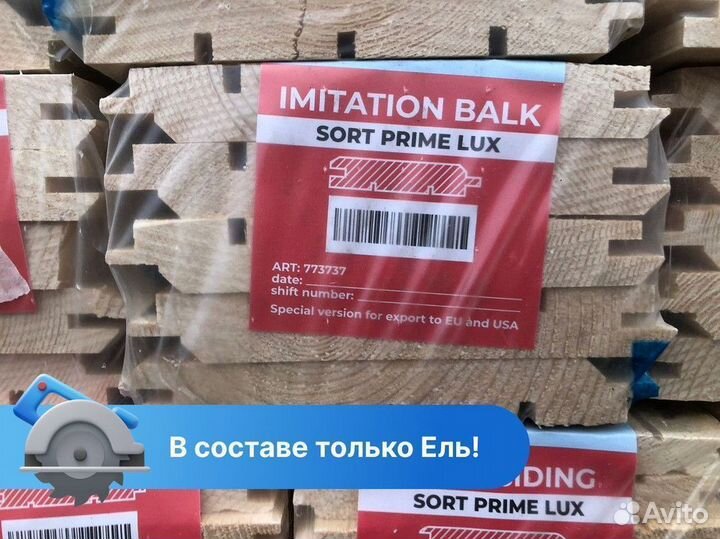 IMITATION BALK
SORT PRIME LUX
ART: 773737
date:
shift number:
Special version for export to EU and USA
В составе только Ель!
IDING
SORT PRIME LUX
Avito